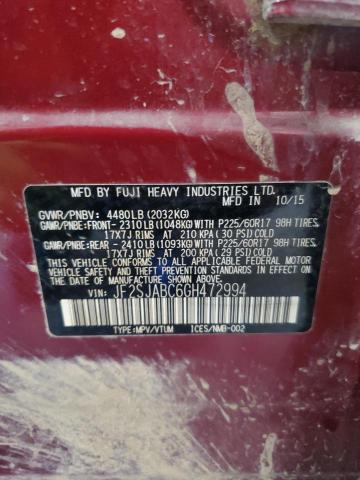 MFD. BY FUJI HEAVY INDUSTRIES LTD.
MADE IN JAPAN 10/15
GVWR/PNBV: 4480LB(2032KG)
GAWR/PNBE:FRONT- 2310LB(1048KG)WITH P225/60R17 98H TIRES,
17X7J RIMS AT 210 KPA(30 PSI)COLD
GAWR/PNBE:REAR - 2410LB(1093KG)WITH P225/60R17 98H TIRES,
17X7J RIMS AT 200 KPA(29 PSI)COLD
THIS VEHICLE CONFORMS TO ALL APPLICABLE
FEDERAL MOTOR VEHICLE SAFETY STANDARDS IN
EFFECT ON THE DATE OF MANUFACTURE SHOWN ABOVE.
VIN: JF2SJABC6GH472994
TYPE:MPV/VTUM ICES/NMB-002